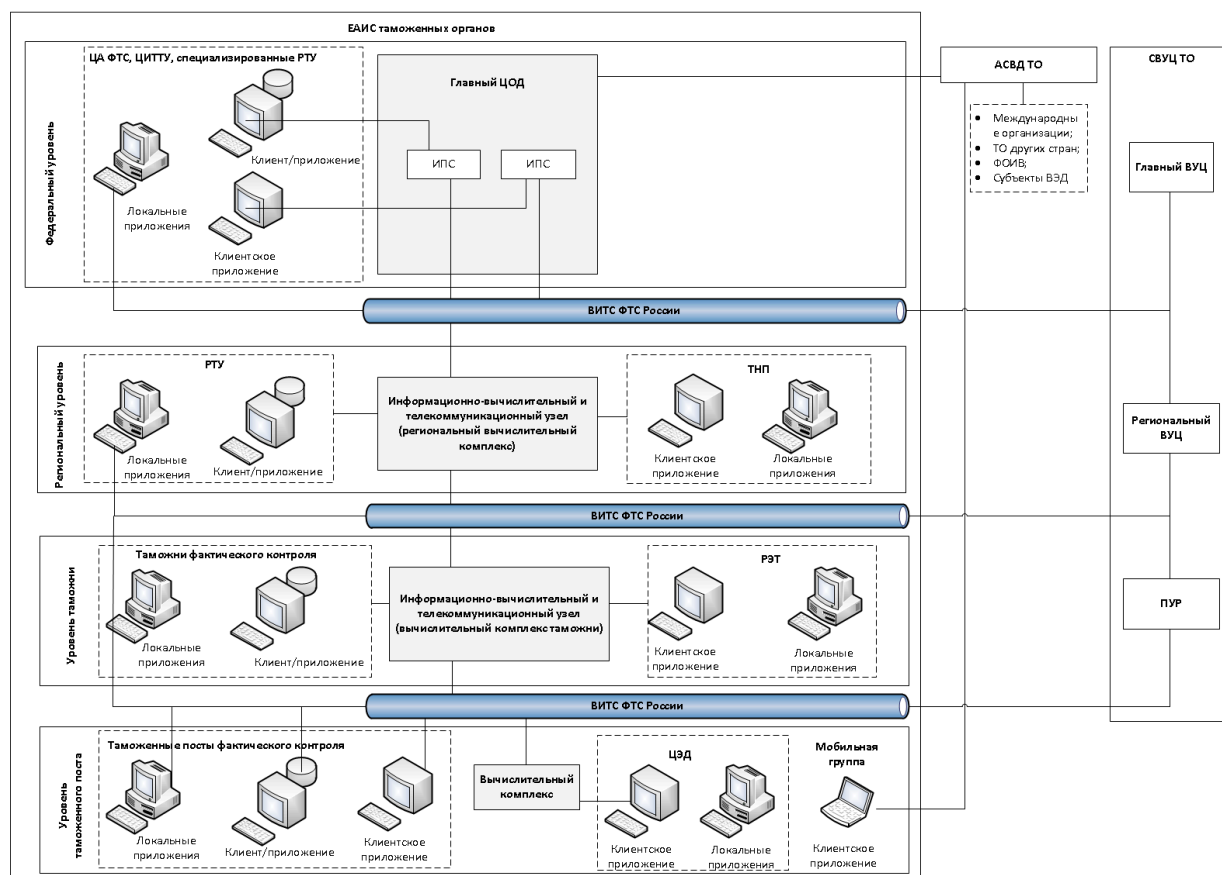 ЕАИС таможенных органов
Федеральный уровень
ЦА ФТС, ЦИТТУ, специализированные РТУ
Клиент/приложение
Локальные
приложения
Клиентское
приложение
Главный ЦОД
ИПС
ИПС
АСВД ТО
Международны
е организации;
ТО других стран;
ФОИВ;
Субъекты ВЭД
СВУЦ ТО
Главный ВУЦ
ВИТС ФТС России
Региональный уровень
РТУ
Локальные
приложения
Клиент/приложение
Информационно-вычислительный и
телекоммуникационный узел
(региональный вычислительный
комплекс)
ТНП
Клиентское
приложение
Локальные
приложения
Региональный
ВУЦ
ВИТС ФТС России
Уровень таможни
Таможни фактического контроля
Локальные
приложения
Клиент/приложение
Информационно-вычислительный и
телекоммуникационный узел
(вычислительный комплекс таможни)
РЭТ
Клиентское
приложение
Локальные
приложения
ПУР
ВИТС ФТС России
Уровень
таможенного поста
Таможенные посты фактического контроля
Локальные
приложения
Клиент/приложение
Клиентское
приложение
Вычислительный
комплекс
ЦЭД
Клиентское
приложение
Локальные
приложения
Мобильная
группа
Клиентское
приложение